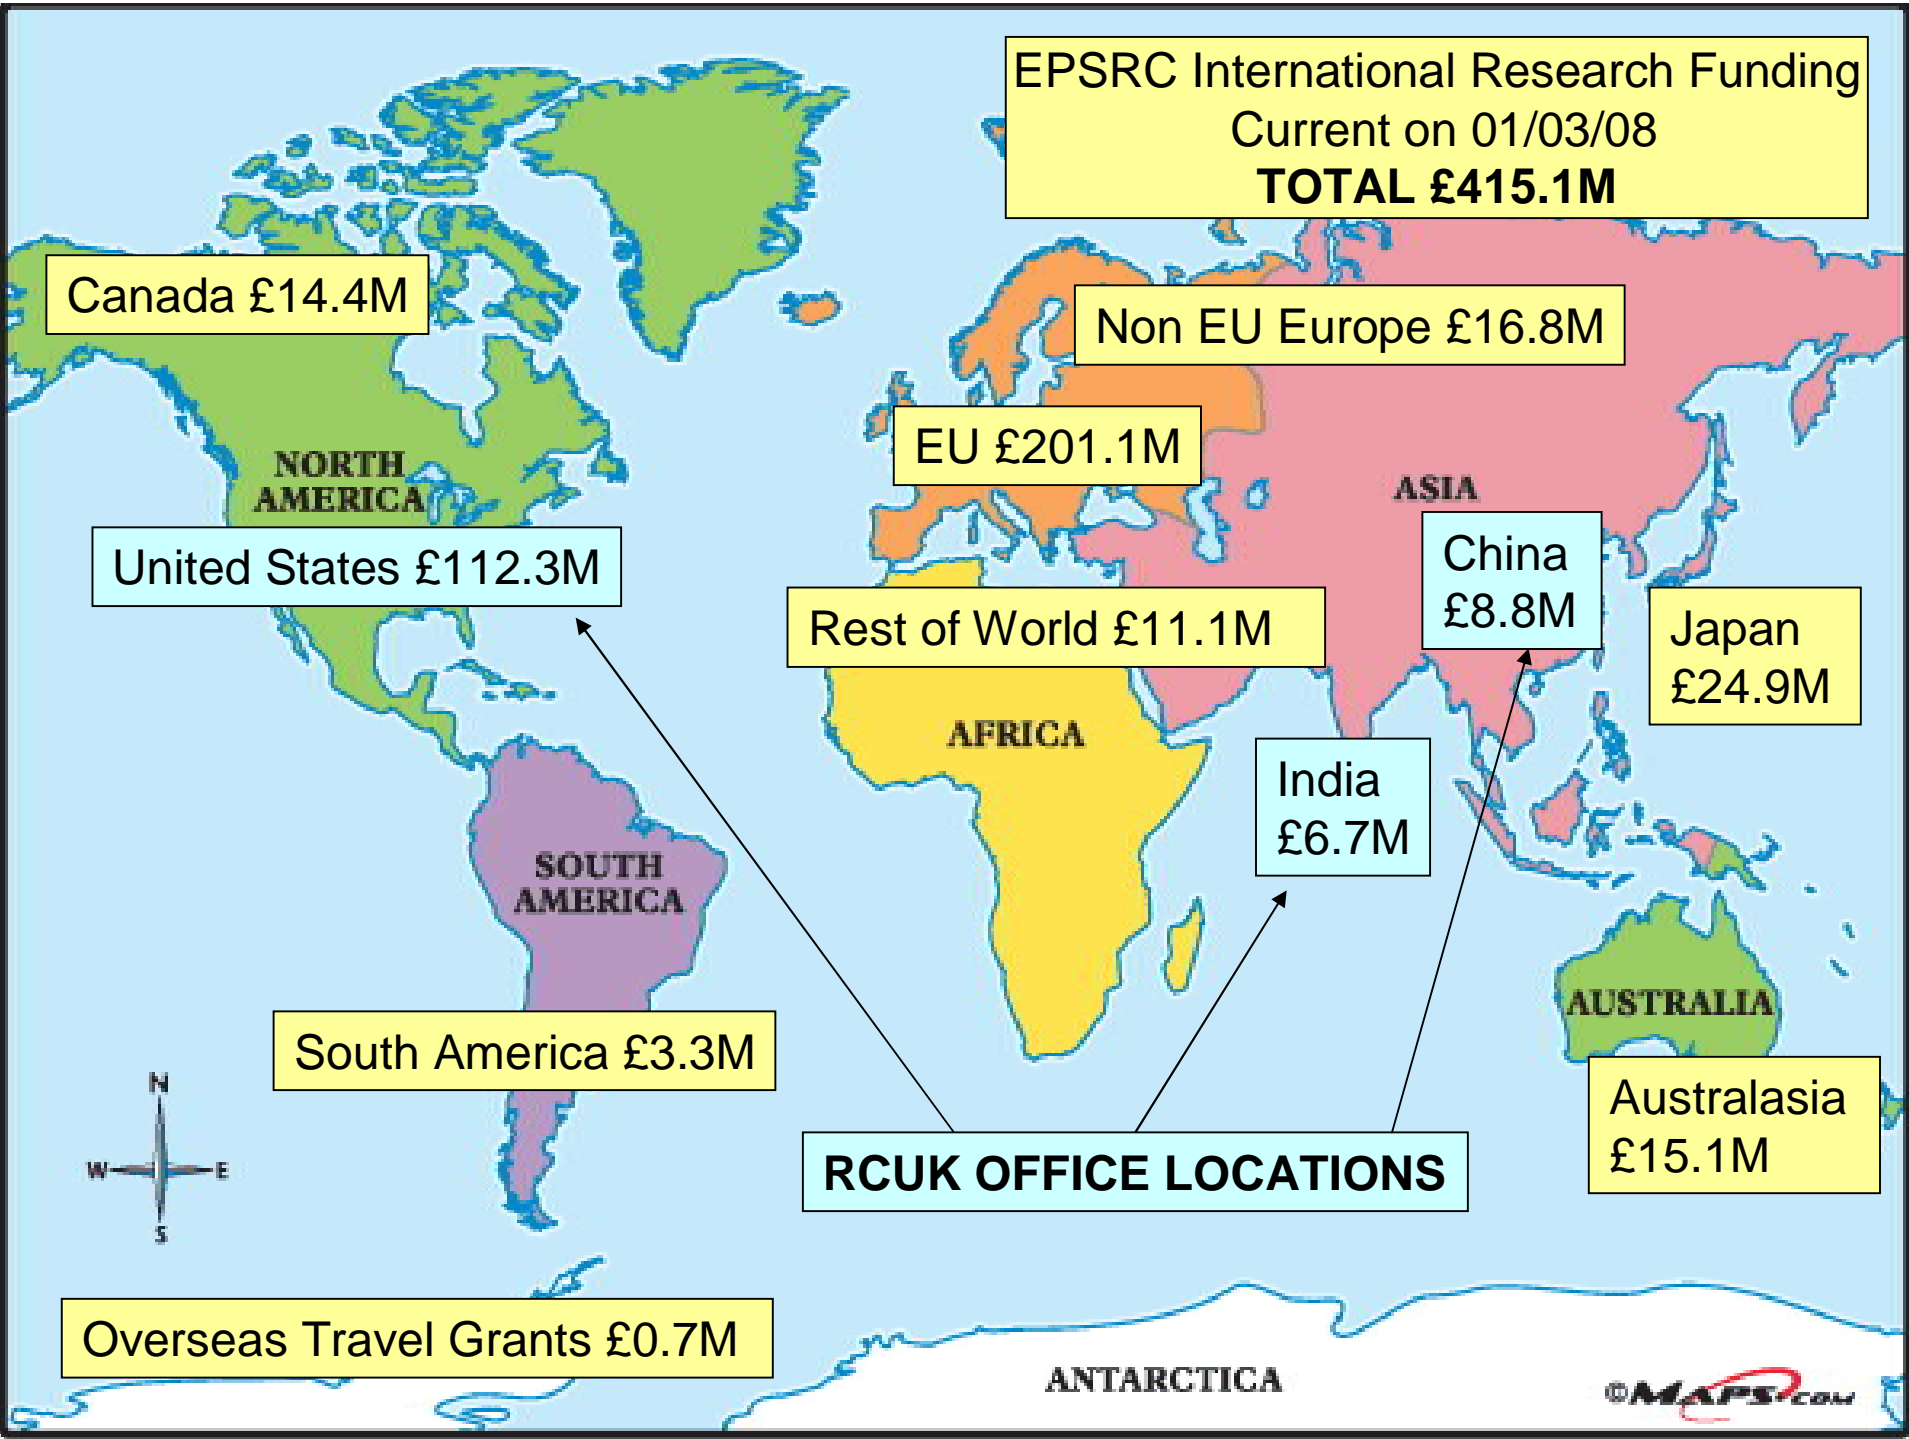 EPSRC International Research Funding
Current on 01/03/08
TOTAL £415.1M
Canada £14.4M
Non EU Europe £16.8M
EU £201.1M
NORTH
AMERICA
ASIA
United States £112.3M
China
£8.8M
Rest of World £11.1M
Japan
£24.9M
AFRICA
India
£6.7M
SOUTH
AMERICA
AUSTRALIA
South America £3.3M
Australasia
£15.1M
N
W E
S
RCUK OFFICE LOCATIONS
Overseas Travel Grants £0.7M
ANTARCTICA
©MAPS.com